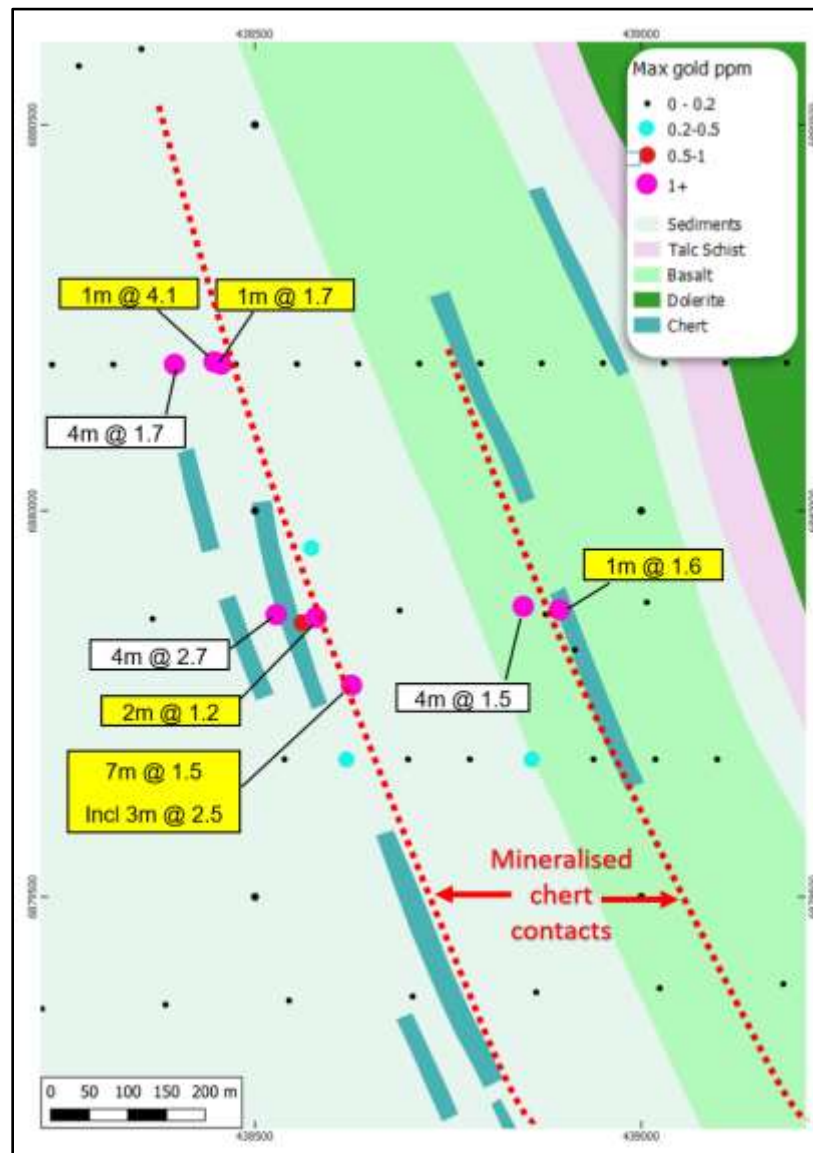 438500
439000
Max gold ppm
0 - 0.2
0.2-0.5
0.5-1
1+
Sediments
Talc Schist
Basalt
Dolerite
Chert
6880500
1m @ 4.1
1m @ 1.7
4m @ 1.7
6880000
1m @ 1.6
4m @ 2.7
4m @ 1.5
2m @ 1.2
7m @ 1.5
Incl 3m @ 2.5
Mineralised
chert
contacts
6879500
0 50 100 150 200 m
438500
439000